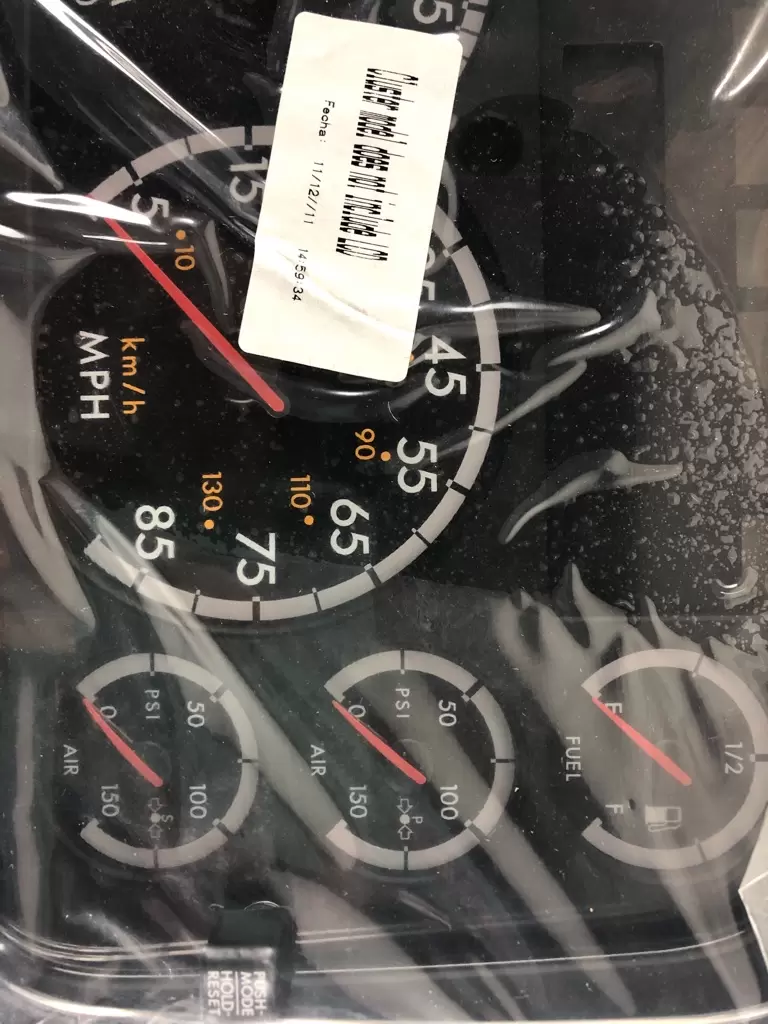 Cluster model does not include LCD
Fecha: 11/12//11 14:59:34
5
15
5
45
55
65
75
85
10
90
110
130
km/h
MPH
E
1/2
F
FUEL
0
50
100
150
PSI
AIR
P
0
50
100
150
PSI
AIR
S
PUSH-
MODE
HOLD-
RESET